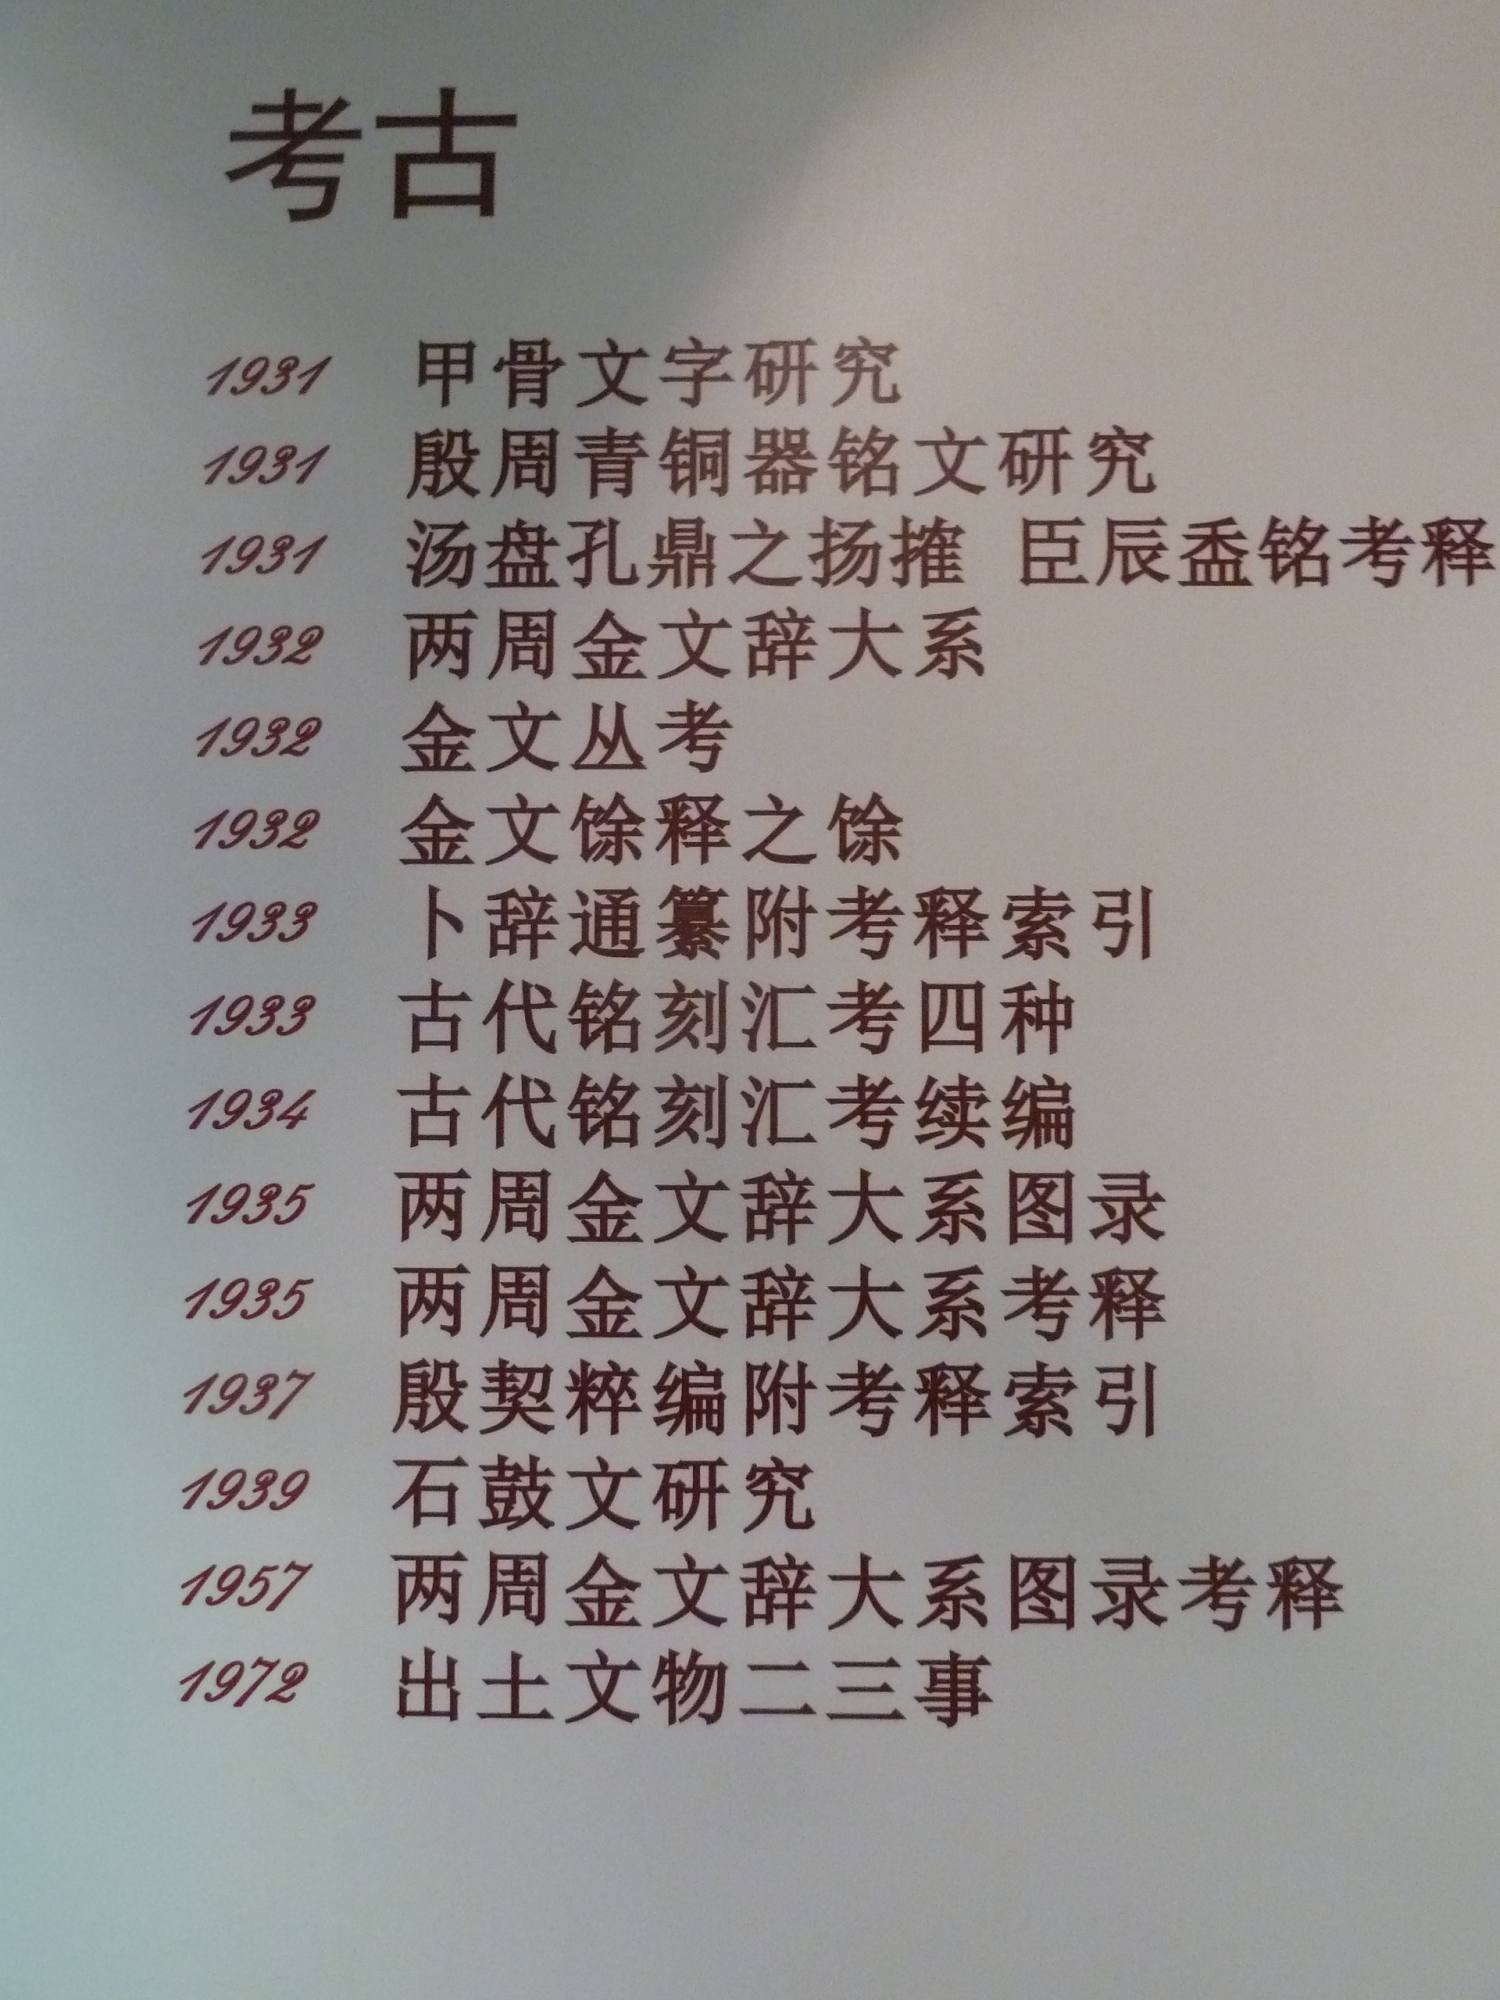 考古
1931 甲骨文字研究
1931 殷周青铜器铭文研究
1931 汤盘孔鼎之扬搉 臣辰盉铭考释
1932 两周金文辞大系
1932 金文丛考
1932 金文馀释之馀
1933 卜辞通纂附考释索引
1933 古代铭刻汇考四种
1934 古代铭刻汇考续编
1935 两周金文辞大系图录
1935 两周金文辞大系考释
1937 殷契粹编附考释索引
1939 石鼓文研究
1957 两周金文辞大系图录考释
1972 出土文物二三事